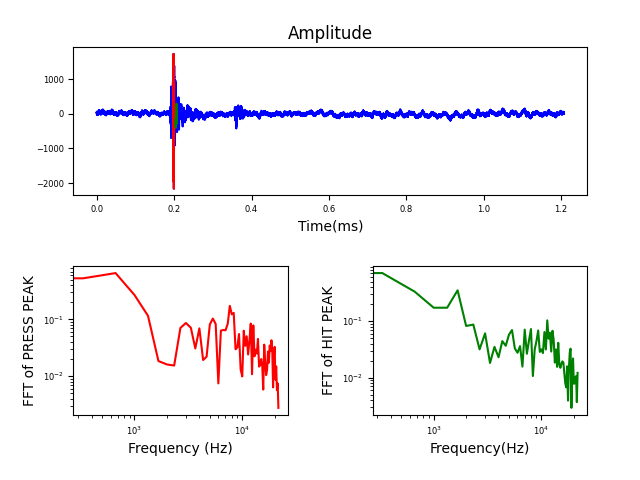 Amplitude
1000
0
−1000
−2000
0.0 0.2 0.4 0.6 0.8 1.0 1.2
Time(ms)
FFT of PRESS PEAK
10⁻¹
10⁻²
10³ 10⁴
Frequency (Hz)
FFT of HIT PEAK
10⁻¹
10⁻²
10³ 10⁴
Frequency(Hz)